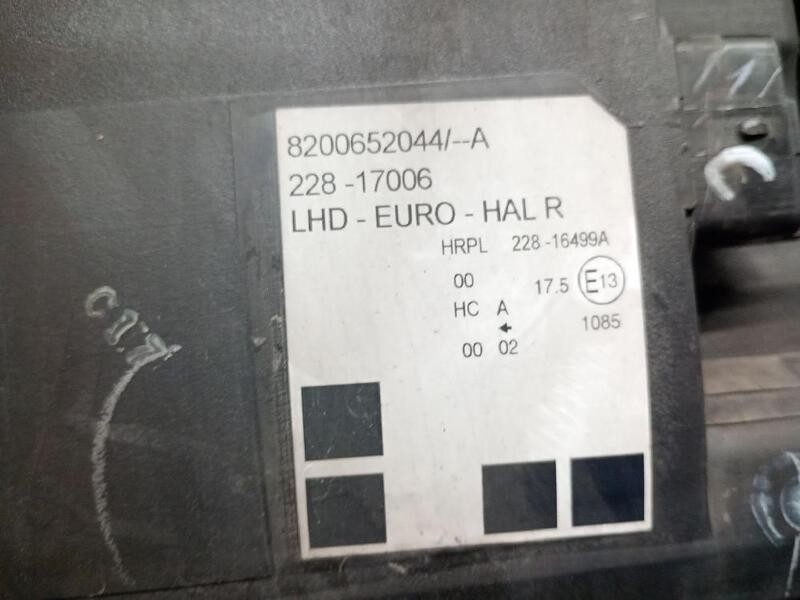 8200652044/--A
228 -17006
LHD - EURO - HAL R
HRPL 228 -16499A
00 17.5 E13
HC A
1085
00 02